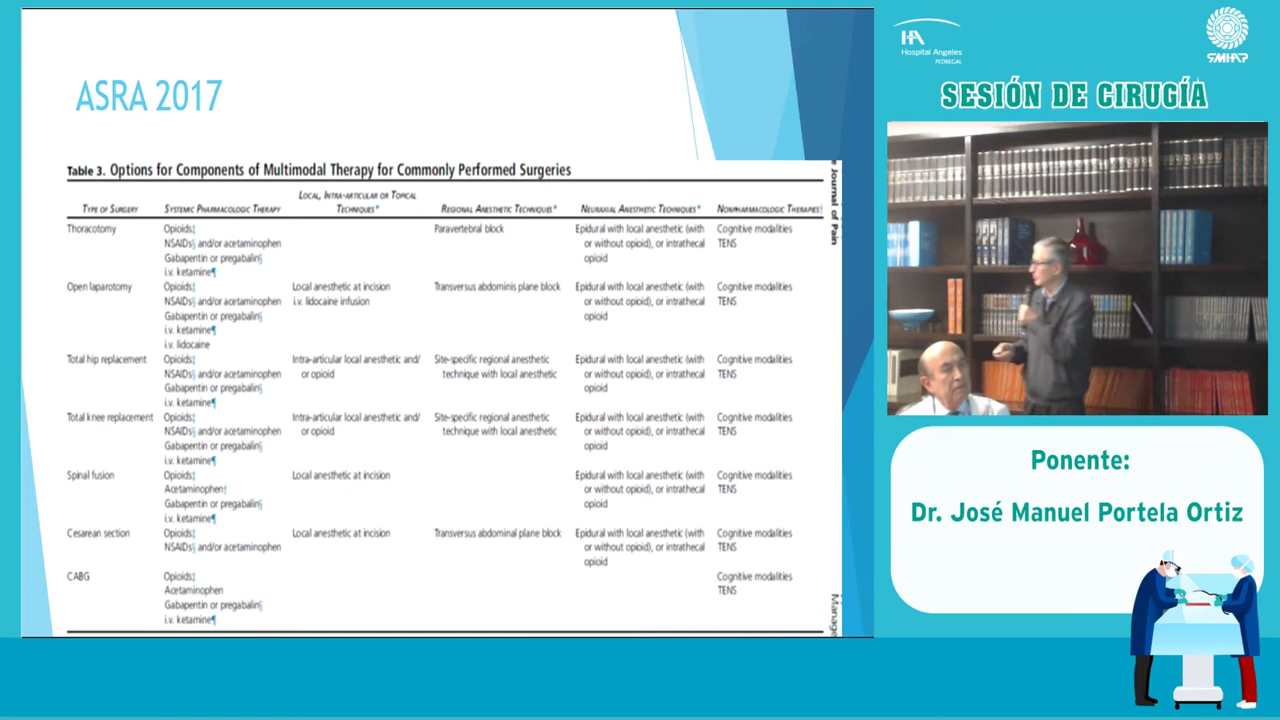 ASRA 2017
Table 3. Options for Components of Multimodal Therapy for Commonly Performed Surgeries
TYPE OF SURGERY
SYSTEMIC PHARMACOLOGIC THERAPY
LOCAL, INTRA-ARTICULAR OR TOPICAL
TECHNIQUES*
REGIONAL ANESTHETIC TECHNIQUES*
NEURAXIAL ANESTHETIC TECHNIQUES*
NONPHARMACOLOGIC THERAPIES†
Thoracotomy
Opioids‡
NSAIDs§ and/or acetaminophen
Gabapentin or pregabalin§
i.v. ketamine¶
Paravertebral block
Epidural with local anesthetic (with
or without opioid), or intrathecal
opioid
Cognitive modalities
TENS
Open laparotomy
Opioids‡
NSAIDs§ and/or acetaminophen
Gabapentin or pregabalin§
i.v. ketamine¶
i.v. lidocaine
Local anesthetic at incision
i.v. lidocaine infusion
Transversus abdominis plane block
Epidural with local anesthetic (with
or without opioid), or intrathecal
opioid
Cognitive modalities
TENS
Total hip replacement
Opioids‡
NSAIDs§ and/or acetaminophen
Gabapentin or pregabalin§
i.v. ketamine¶
Intra-articular local anesthetic and/
or opioid
Site-specific regional anesthetic
technique with local anesthetic
Epidural with local anesthetic (with
or without opioid), or intrathecal
opioid
Cognitive modalities
TENS
Total knee replacement
Opioids‡
NSAIDs§ and/or acetaminophen
Gabapentin or pregabalin§
i.v. ketamine¶
Intra-articular local anesthetic and/
or opioid
Site-specific regional anesthetic
technique with local anesthetic
Epidural with local anesthetic (with
or without opioid), or intrathecal
opioid
Cognitive modalities
TENS
Spinal fusion
Opioids‡
Acetaminophen†
Gabapentin or pregabalin§
i.v. ketamine¶
Local anesthetic at incision
Epidural with local anesthetic (with
or without opioid), or intrathecal
opioid
Cognitive modalities
TENS
Cesarean section
Opioids‡
NSAIDs§ and/or acetaminophen
Local anesthetic at incision
Transversus abdominal plane block
Epidural with local anesthetic (with
or without opioid), or intrathecal
opioid
Cognitive modalities
TENS
CABG
Opioids‡
Acetaminophen
Gabapentin or pregabalin§
i.v. ketamine¶
Cognitive modalities
TENS
e Journal of Pain
Manage
HA
Hospital Angeles
PEDREGAL
SMHAP
SESIÓN DE CIRUGÍA
Ponente:
Dr. José Manuel Portela Ortiz